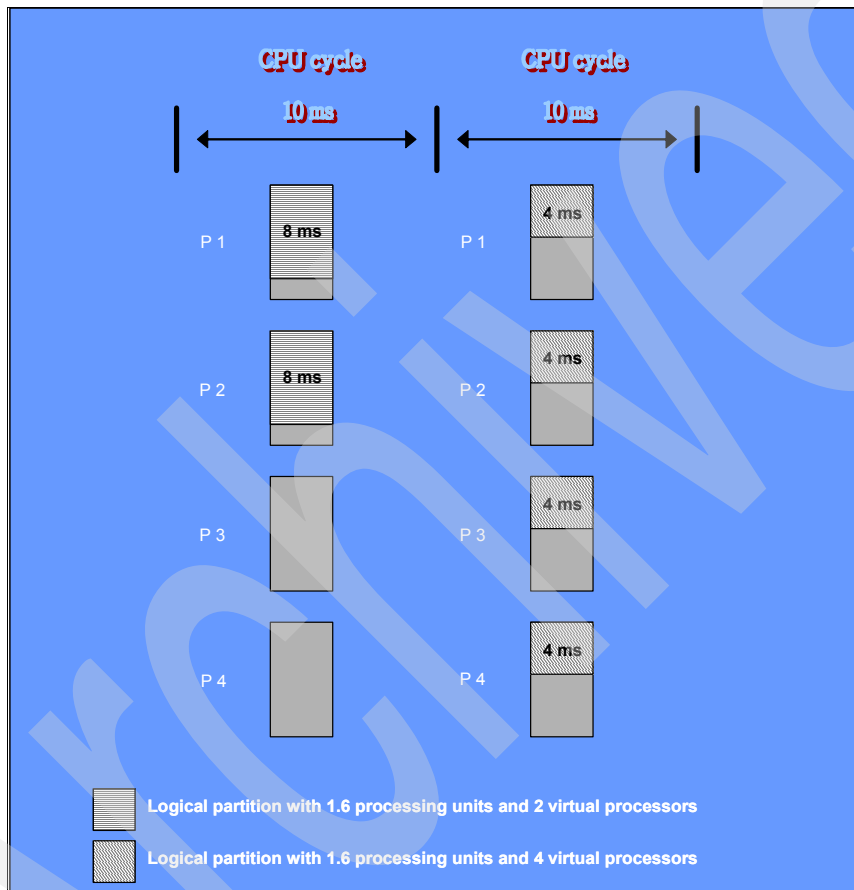 CPU cycle CPU cycle
10 ms 10 ms
P 1 8 ms P 1 4 ms
P 2 8 ms P 2 4 ms
P 3 P 3 4 ms
P 4 P 4 4 ms
Logical partition with 1.6 processing units and 2 virtual processors
Logical partition with 1.6 processing units and 4 virtual processors